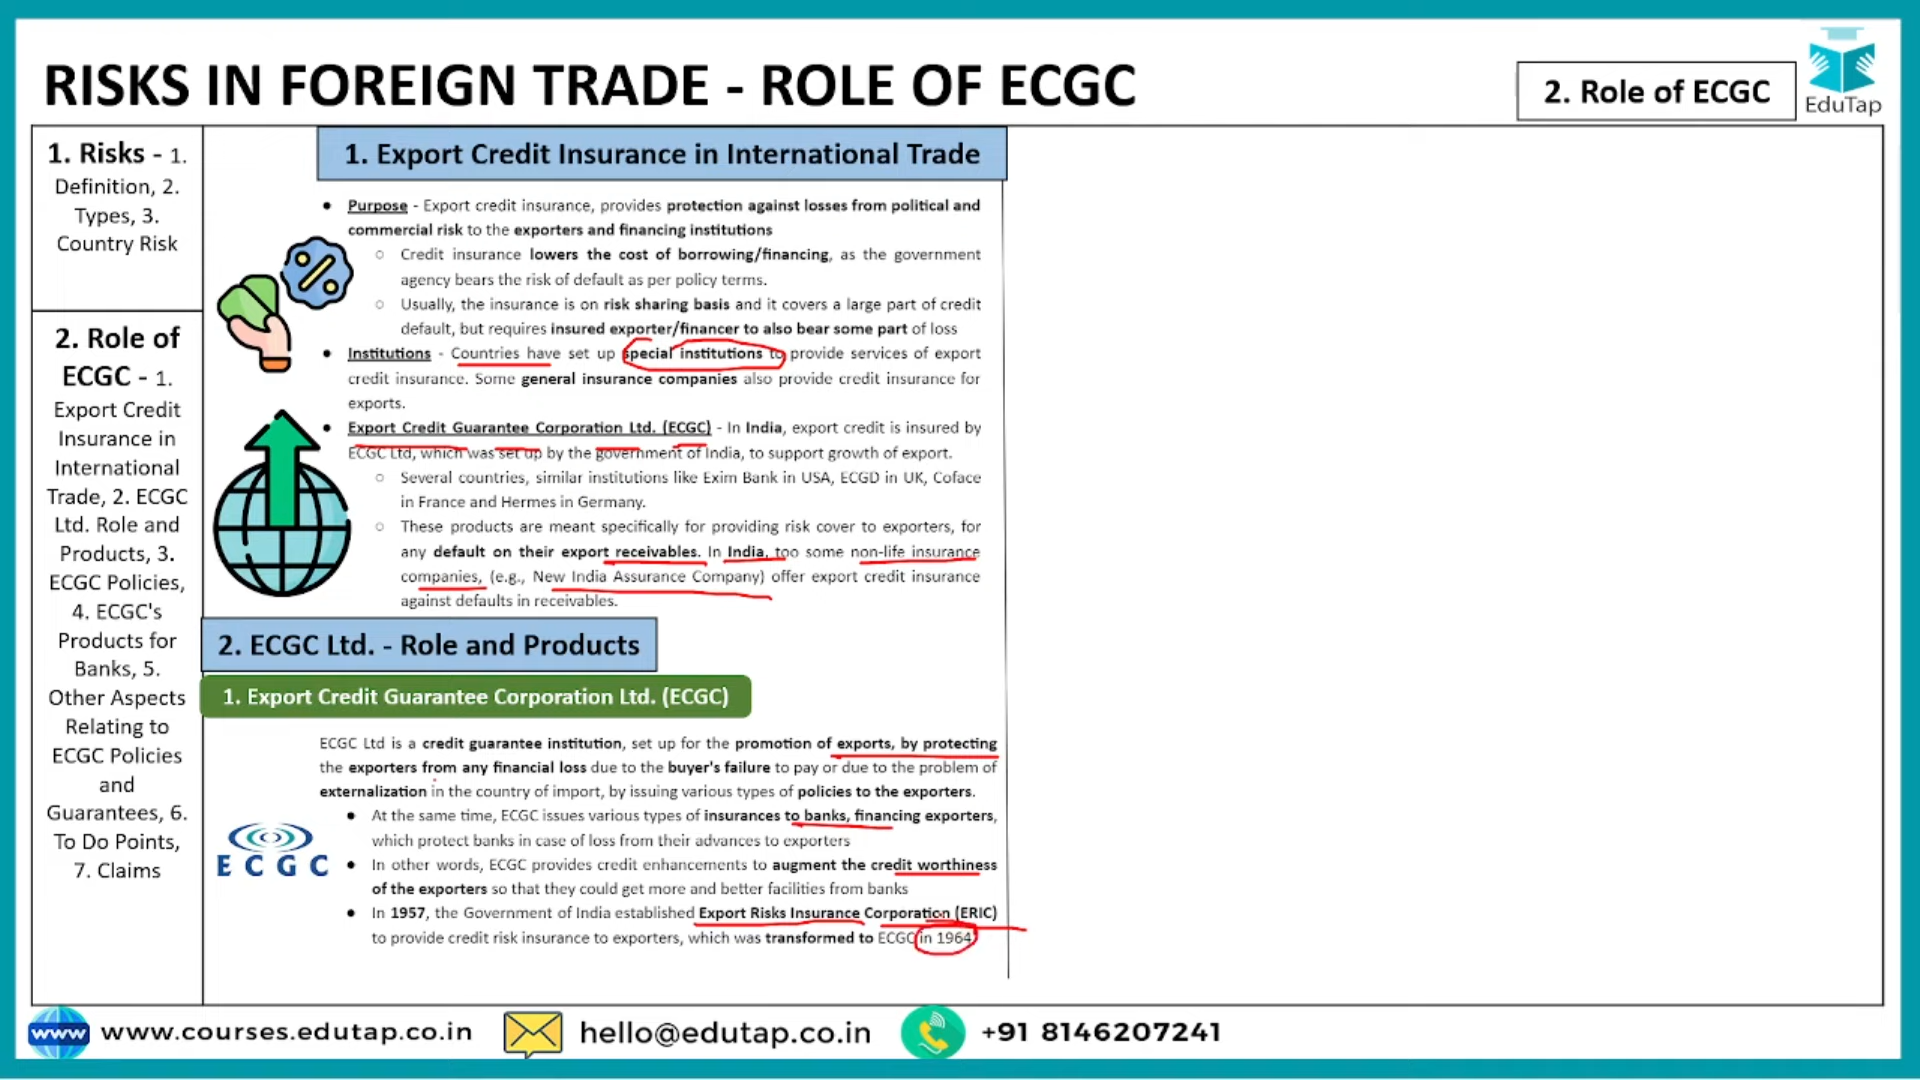 RISKS IN FOREIGN TRADE - ROLE OF ECGC
2. Role of ECGC
EduTap
1. Risks - 1.
Definition, 2.
Types, 3.
Country Risk
2. Role of
ECGC - 1.
Export Credit
Insurance in
International
Trade, 2. ECGC
Ltd. Role and
Products, 3.
ECGC Policies,
4. ECGC's
Products for
Banks, 5.
Other Aspects
Relating to
ECGC Policies
and
Guarantees, 6.
To Do Points,
7. Claims
1. Export Credit Insurance in International Trade
• Purpose - Export credit insurance, provides protection against losses from political and
commercial risk to the exporters and financing institutions
○ Credit insurance lowers the cost of borrowing/financing, as the government
agency bears the risk of default as per policy terms.
○ Usually, the insurance is on risk sharing basis and it covers a large part of credit
default, but requires insured exporter/financer to also bear some part of loss
• Institutions - Countries have set up special institutions to provide services of export
credit insurance. Some general insurance companies also provide credit insurance for
exports.
• Export Credit Guarantee Corporation Ltd. (ECGC) - In India, export credit is insured by
ECGC Ltd, which was set up by the government of India, to support growth of export.
○ Several countries, similar institutions like Exim Bank in USA, ECGD in UK, Coface
in France and Hermes in Germany.
○ These products are meant specifically for providing risk cover to exporters, for
any default on their export receivables. In India, too some non-life insurance
companies, (e.g., New India Assurance Company) offer export credit insurance
against defaults in receivables.
2. ECGC Ltd. - Role and Products
1. Export Credit Guarantee Corporation Ltd. (ECGC)
ECGC Ltd is a credit guarantee institution, set up for the promotion of exports, by protecting
the exporters from any financial loss due to the buyer's failure to pay or due to the problem of
externalization in the country of import, by issuing various types of policies to the exporters.
• At the same time, ECGC issues various types of insurances to banks, financing exporters,
which protect banks in case of loss from their advances to exporters
• In other words, ECGC provides credit enhancements to augment the credit worthiness
of the exporters so that they could get more and better facilities from banks
• In 1957, the Government of India established Export Risks Insurance Corporation (ERIC)
to provide credit risk insurance to exporters, which was transformed to ECGC in 1964
ECGC
www www.courses.edutap.co.in
hello@edutap.co.in
+91 8146207241